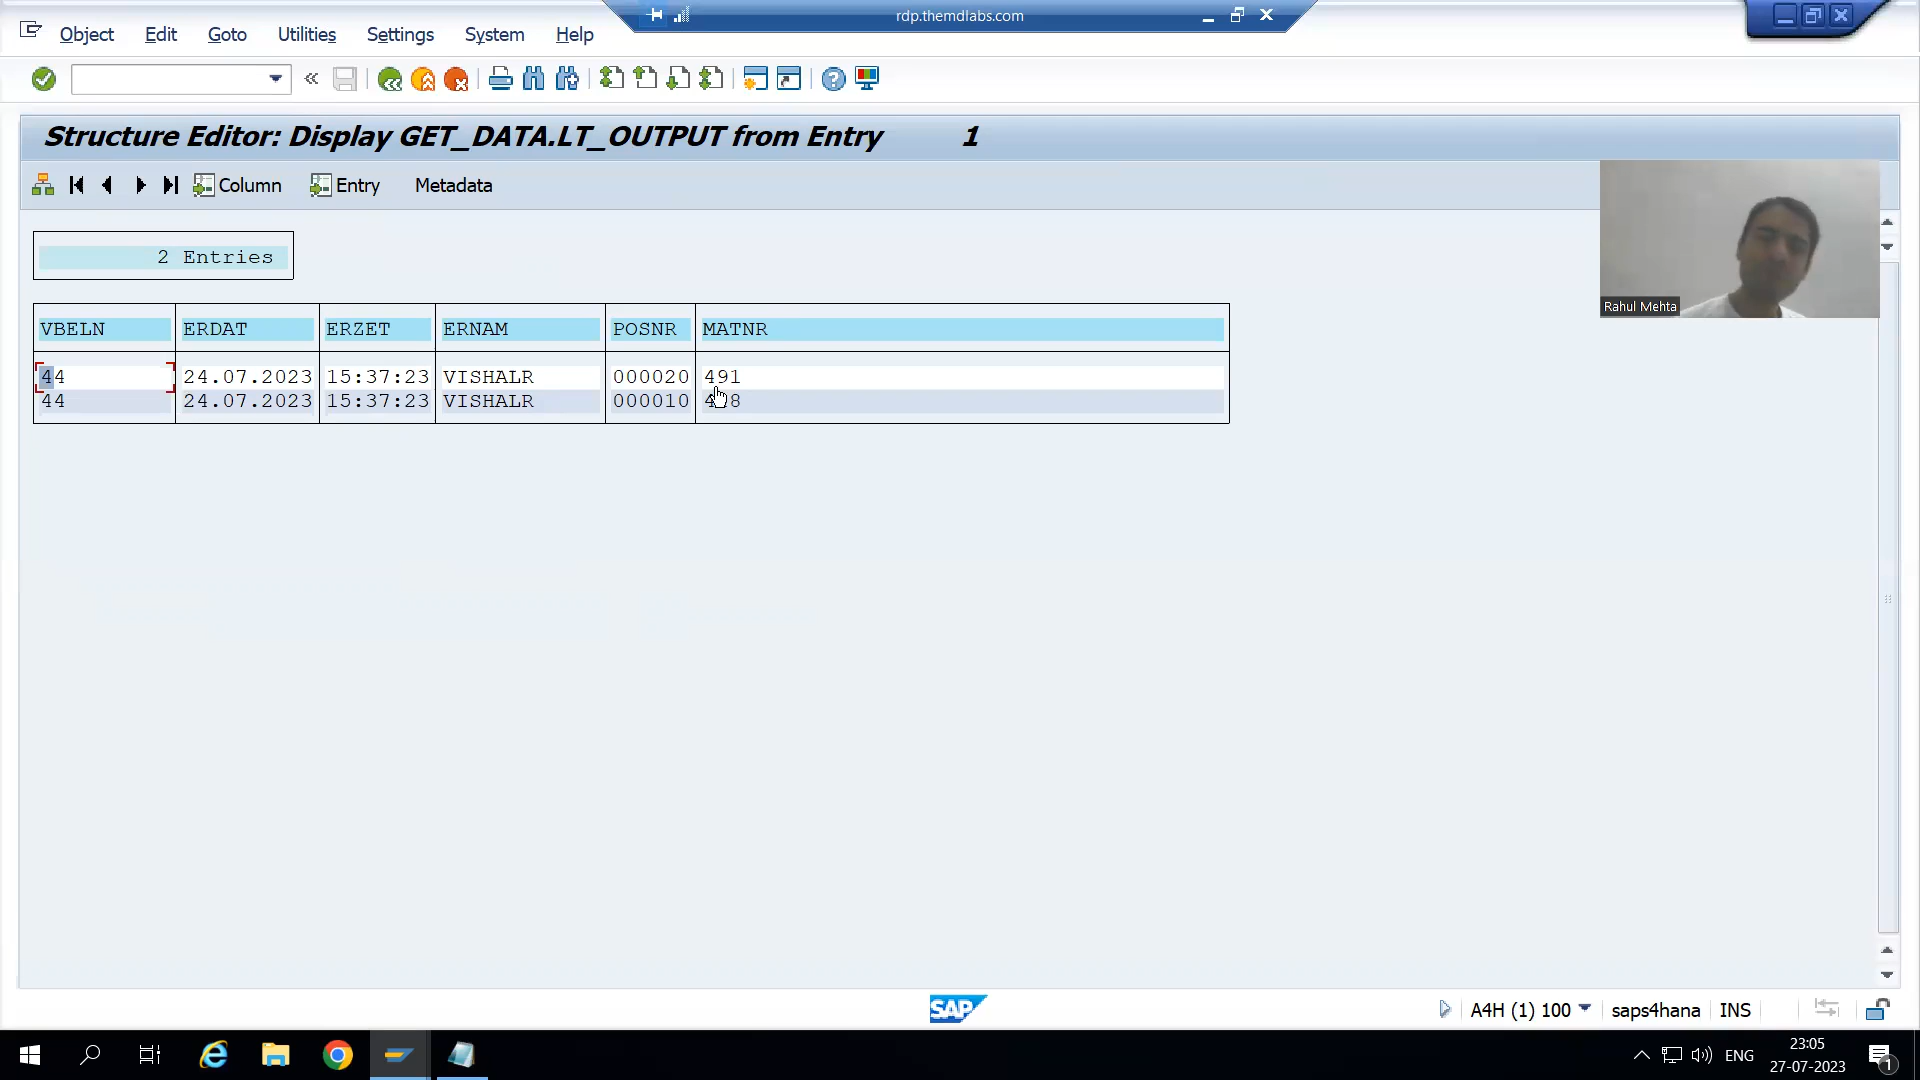 rdp.themdlabs.com
Object Edit Goto Utilities Settings System Help
Structure Editor: Display GET_DATA.LT_OUTPUT from Entry 1
Column Entry Metadata
Rahul Mehta
2 Entries
VBELN ERDAT ERZET ERNAM POSNR MATNR
44 24.07.2023 15:37:23 VISHALR 000020 491
44 24.07.2023 15:37:23 VISHALR 000010
SAP
A4H (1) 100 saps4hana INS
ENG
23:05
27-07-2023
1